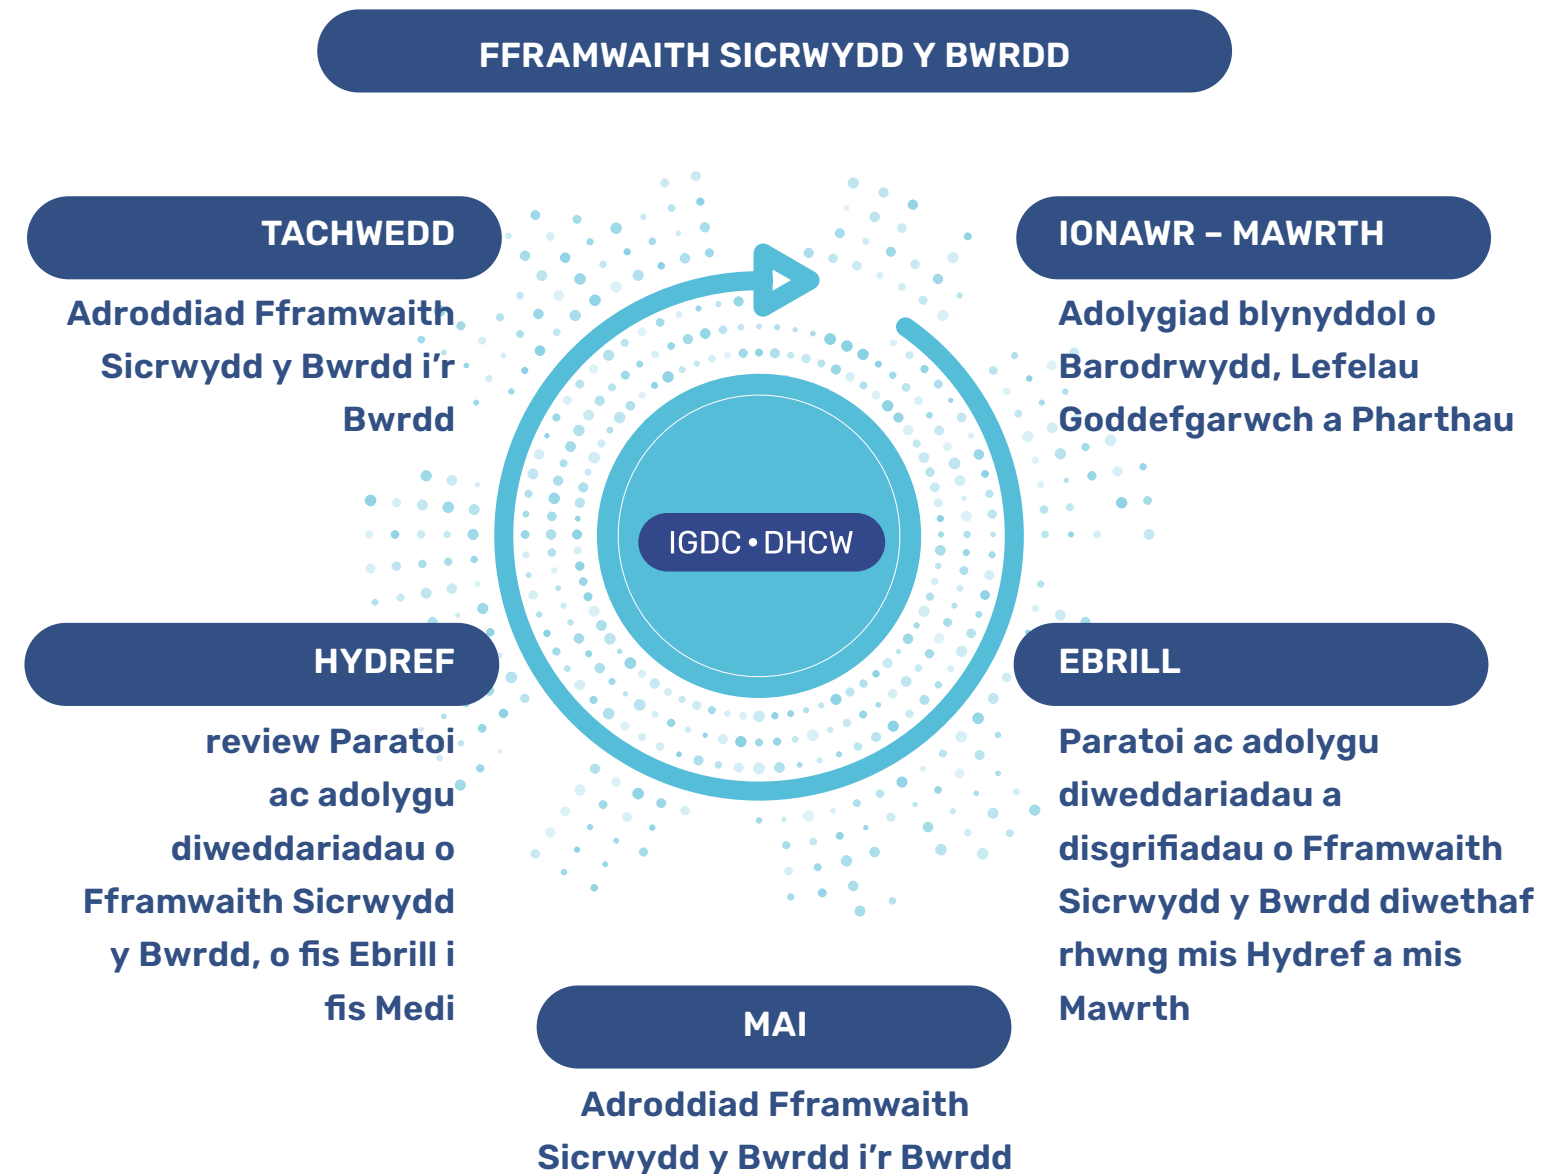 FFRAMWAITH SICRWYDD Y BWRDD
IONAWR – MAWRTH
Adolygiad blynyddol o
Barodrwydd, Lefelau
Goddefgarwch a Pharthau
EBRILL
Paratoi ac adolygu
diweddariadau a
disgrifiadau o Fframwaith
Sicrwydd y Bwrdd diwethaf
rhwng mis Hydref a mis
Mawrth
MAI
Adroddiad Fframwaith
Sicrwydd y Bwrdd i’r Bwrdd
HYDREF
review Paratoi
ac adolygu
diweddariadau o
Fframwaith Sicrwydd
y Bwrdd, o fis Ebrill i
fis Medi
TACHWEDD
Adroddiad Fframwaith
Sicrwydd y Bwrdd i’r
Bwrdd
IGDC • DHCW